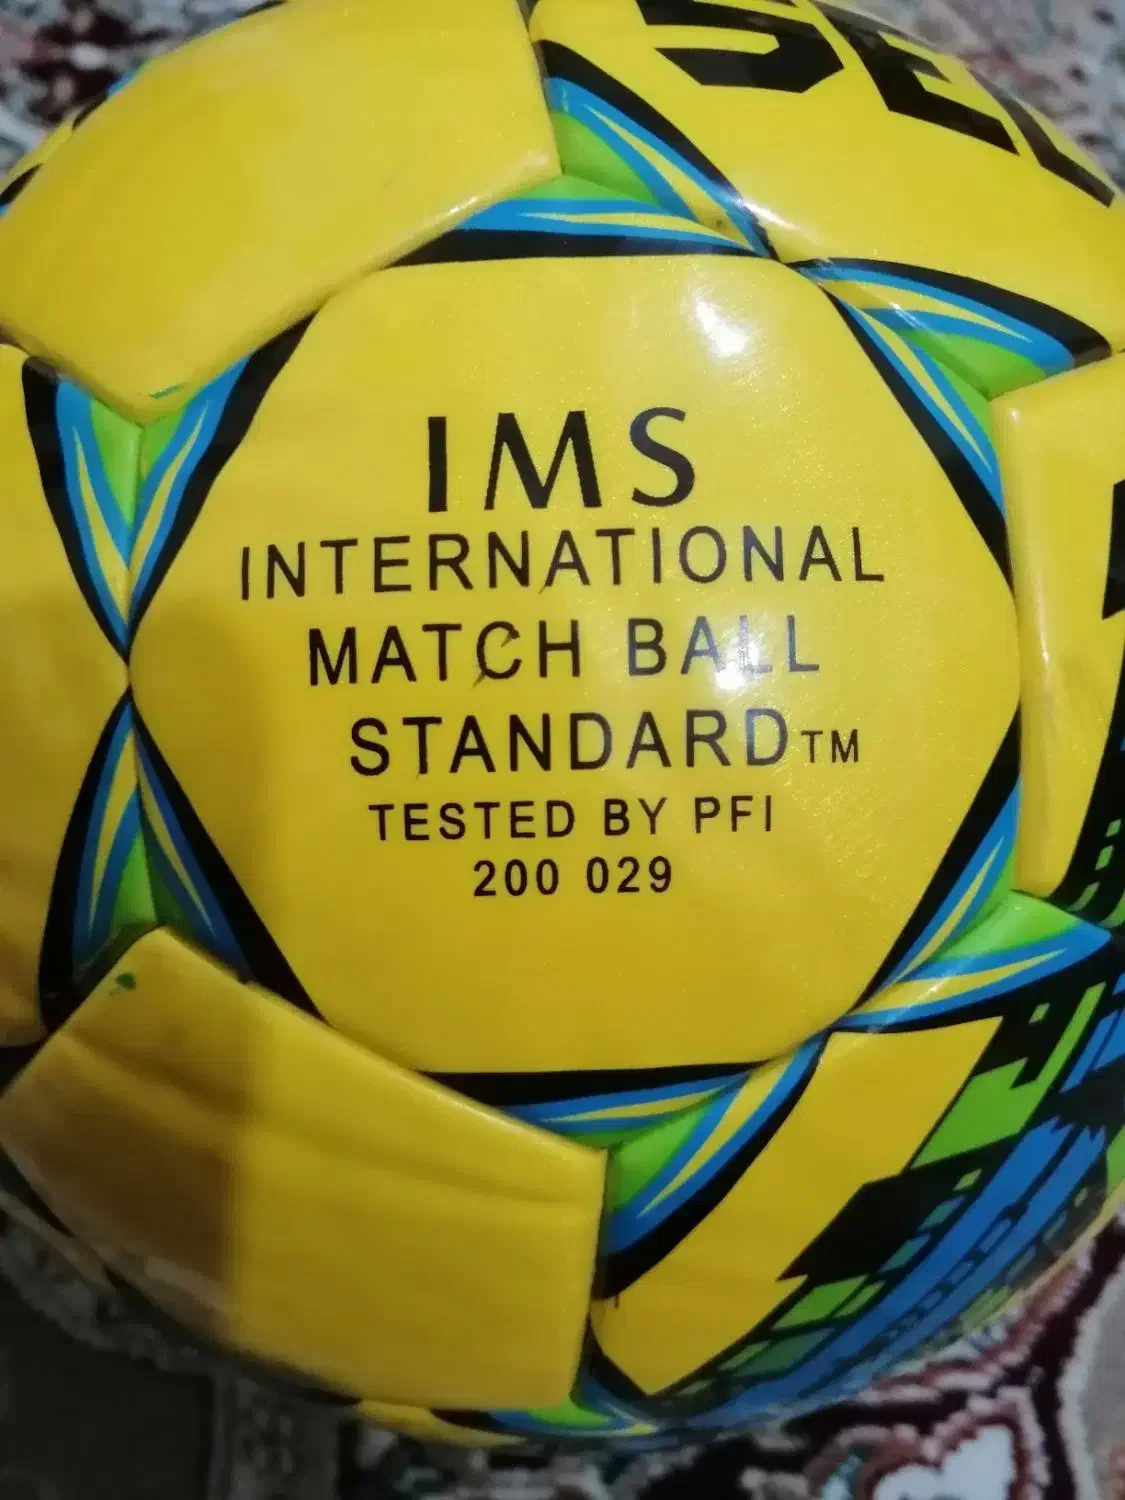 IMS
INTERNATIONAL
MATCH BALL
STANDARD™
TESTED BY PFI
200 029